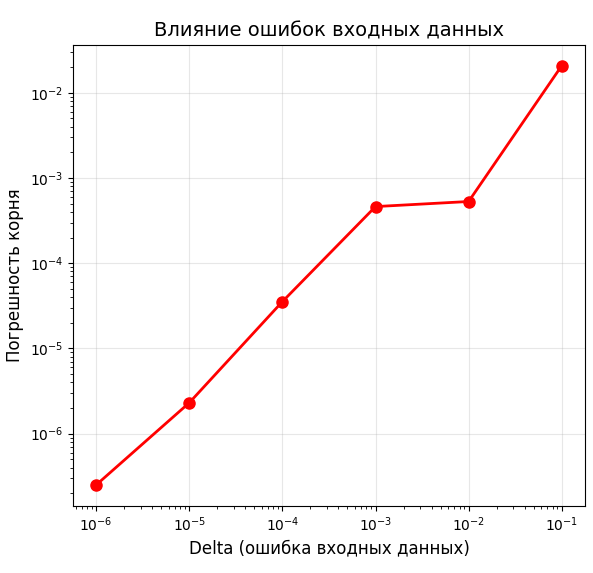 Влияние ошибок входных данных
Погрешность корня
10⁻²
10⁻³
10⁻⁴
10⁻⁵
10⁻⁶
10⁻⁶ 10⁻⁵ 10⁻⁴ 10⁻³ 10⁻² 10⁻¹
Delta (ошибка входных данных)